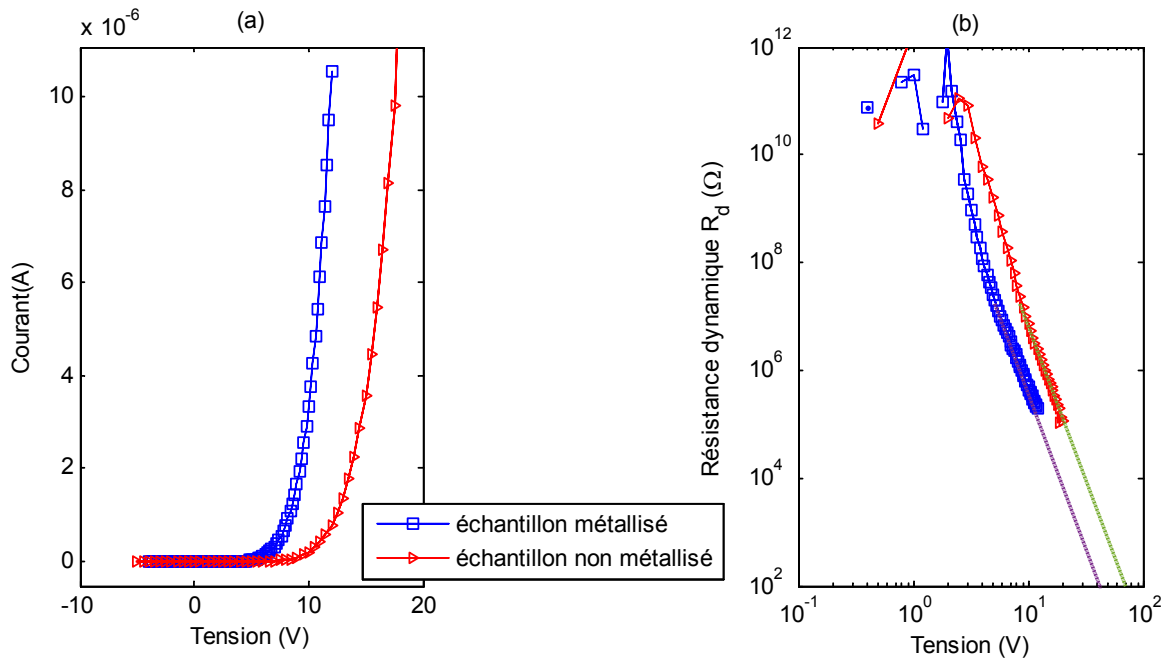 x 10^-6
(a)
10
8
6
4
2
0
-10
0
10
20
Courant(A)
Tension (V)
échantillon métallisé
échantillon non métallisé
(b)
10^12
10^10
10^8
10^6
10^4
10^2
10^-1
10^0
10^1
10^2
Résistance dynamique R_d (Ω)
Tension (V)